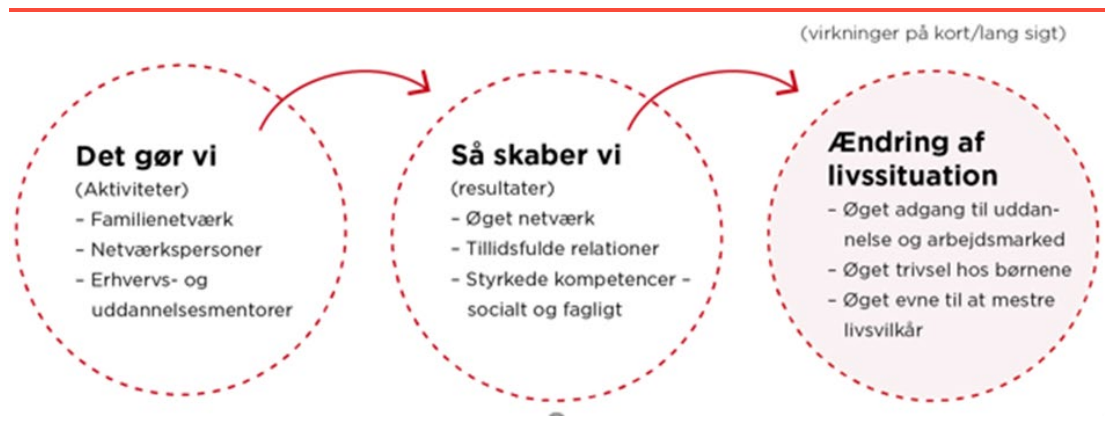 (virkninger på kort/lang sigt)
Det gør vi
(Aktiviteter)
– Familienetværk
– Netværkspersoner
– Erhvervs- og
uddannelsesmentorer
Så skaber vi
(resultater)
– Øget netværk
– Tillidsfulde relationer
– Styrkede kompetencer –
socialt og fagligt
Ændring af
livssituation
– Øget adgang til uddan-
nelse og arbejdsmarked
– Øget trivsel hos børnene
– Øget evne til at mestre
livsvilkår